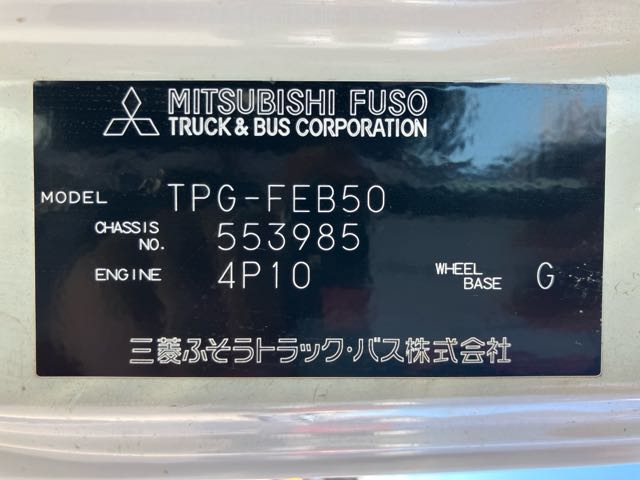 MITSUBISHI FUSO
TRUCK & BUS CORPORATION
MODEL TPG-FEB50
CHASSIS NO. 553985
ENGINE 4P10 WHEEL BASE G
三菱ふそうトラック・バス株式会社